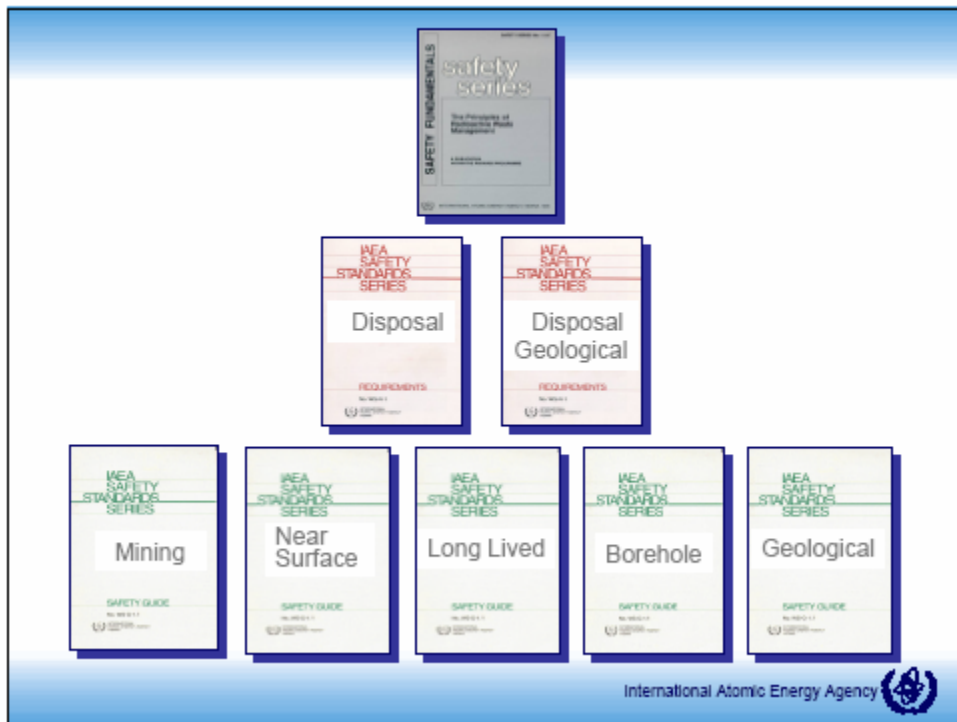 SAFETY FUNDAMENTALS
safety
series
The Principles of
Radioactive Waste
Management
IAEA
SAFETY
STANDARDS
SERIES
Disposal
REQUIREMENTS
IAEA
SAFETY
STANDARDS
SERIES
Disposal
Geological
REQUIREMENTS
IAEA
SAFETY
STANDARDS
SERIES
Mining
SAFETY GUIDE
IAEA
SAFETY
STANDARDS
SERIES
Near
Surface
SAFETY GUIDE
IAEA
SAFETY
STANDARDS
SERIES
Long Lived
SAFETY GUIDE
IAEA
SAFETY
STANDARDS
SERIES
Borehole
SAFETY GUIDE
IAEA
SAFETY
STANDARDS
SERIES
Geological
SAFETY GUIDE
International Atomic Energy Agency